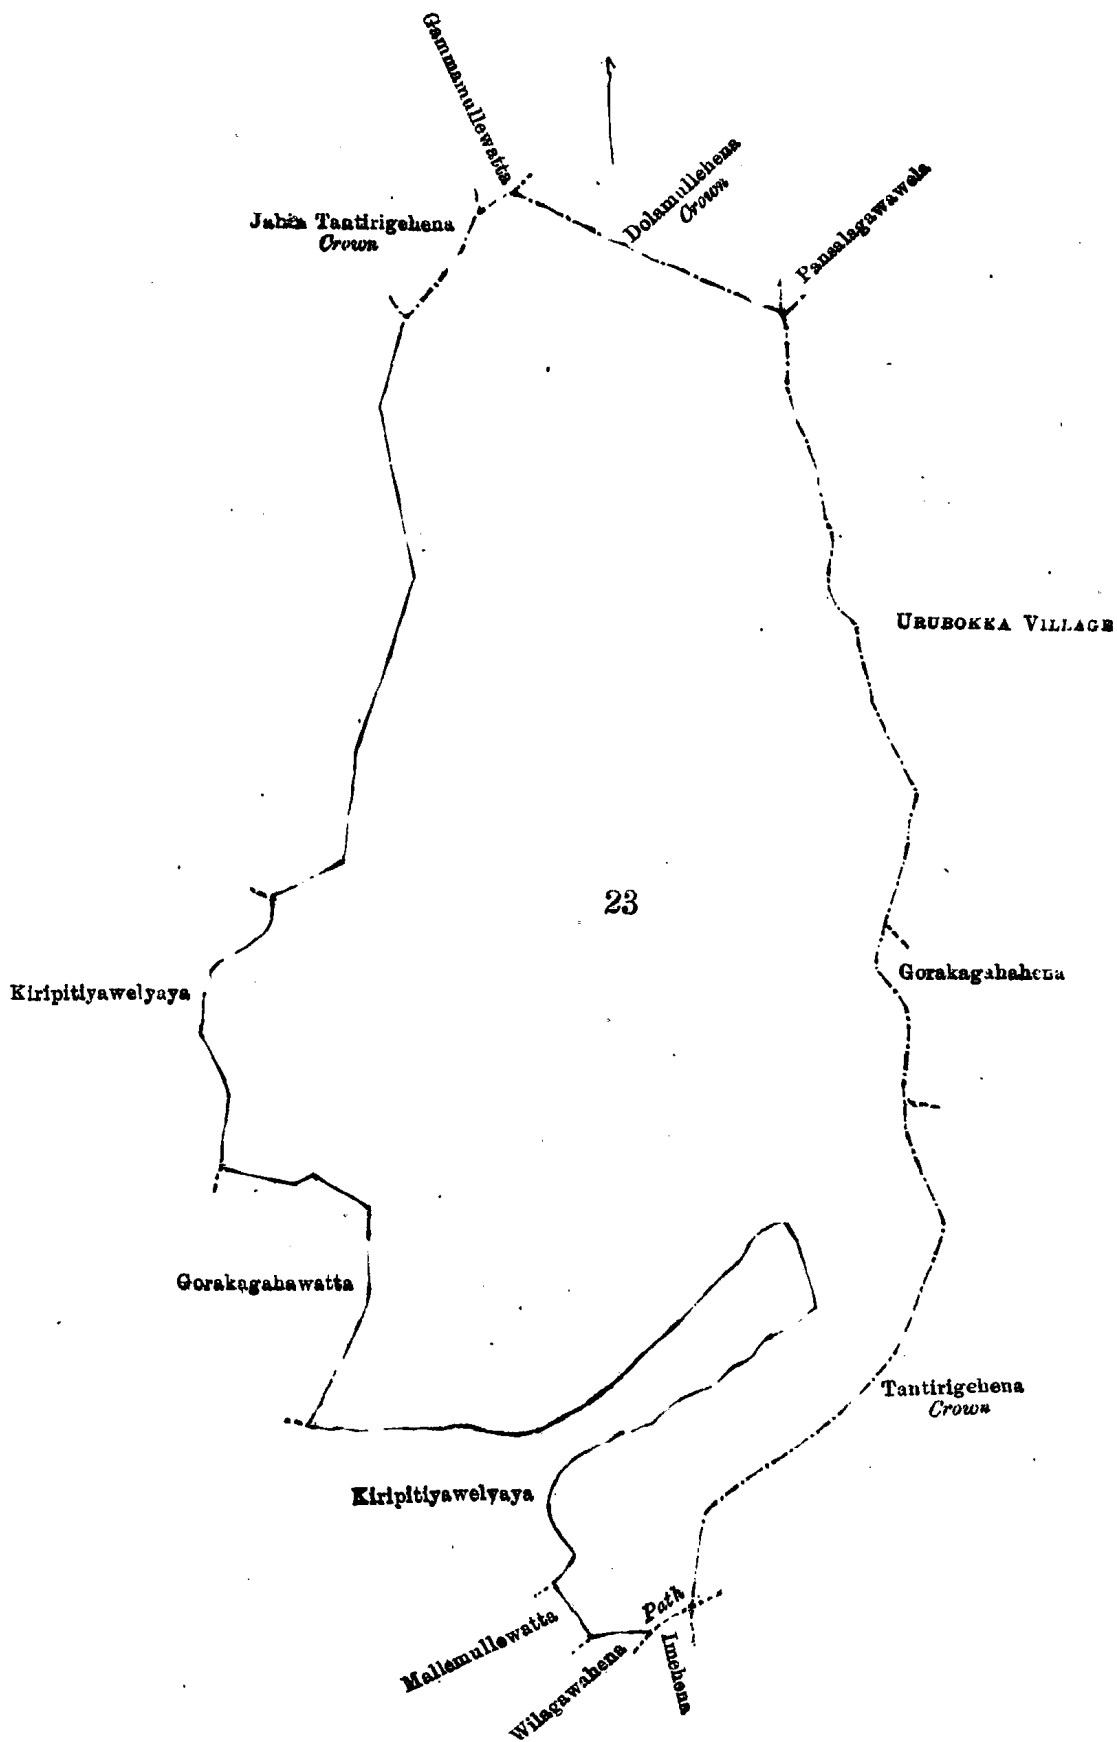 Gammamullewatta
Dolamullehena
Crown
Pansalagawawela
Tantirigehena
Crown
URUBOKKA VILLAGE
23
Gorakagahahena
Kiripitiyawelyaya
Gorakagahawatta
Tantirigehena
Crown
Kiripitiyawelyaya
Path
Mallemullewatta
Wilagawahena
Imehena